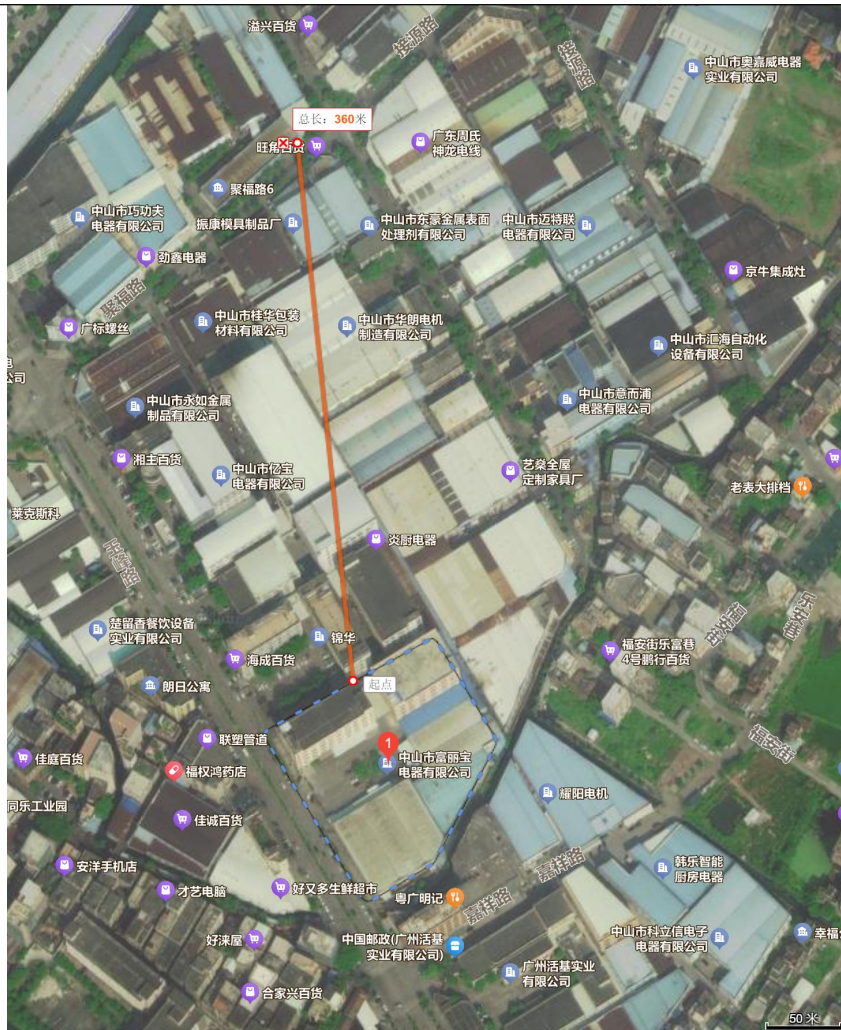 溢兴百货
接源路
接源路
中山市奥嘉威电器
实业有限公司
总长：360米
旺角百货
广东周氏
神龙电线
聚福路6
中山市巧功夫
电器有限公司
振康模具制品厂
中山市东豪金属表面
处理剂有限公司
中山市迈特联
电器有限公司
劲鑫电器
京牛集成灶
聚福路
广标螺丝
中山市桂华包装
材料有限公司
中山市华朗电机
制造有限公司
中山市汇海自动化
设备有限公司
电
公司
中山市永如金属
制品有限公司
中山市意而浦
电器有限公司
湘主百货
中山市亿宝
电器有限公司
艺燊全屋
定制家具厂
老表大排档
莱克斯科
炎厨电器
楚留香餐饮设备
实业有限公司
锦华
海成百货
福安街乐富巷
4号鹏行百货
朗日公寓
起点
联塑管道
福安街
佳庭百货
福权鸿药店
1
中山市富丽宝
电器有限公司
同乐工业园
佳诚百货
耀阳电机
安洋手机店
才艺电脑
好又多生鲜超市
粤广明记
嘉祥路
嘉祥路
韩乐智能
厨房电器
好涞屋
中国邮政(广州活基
实业有限公司)
中山市科立信电子
电器有限公司
幸福
广州活基实业
有限公司
合家兴百货
50 米